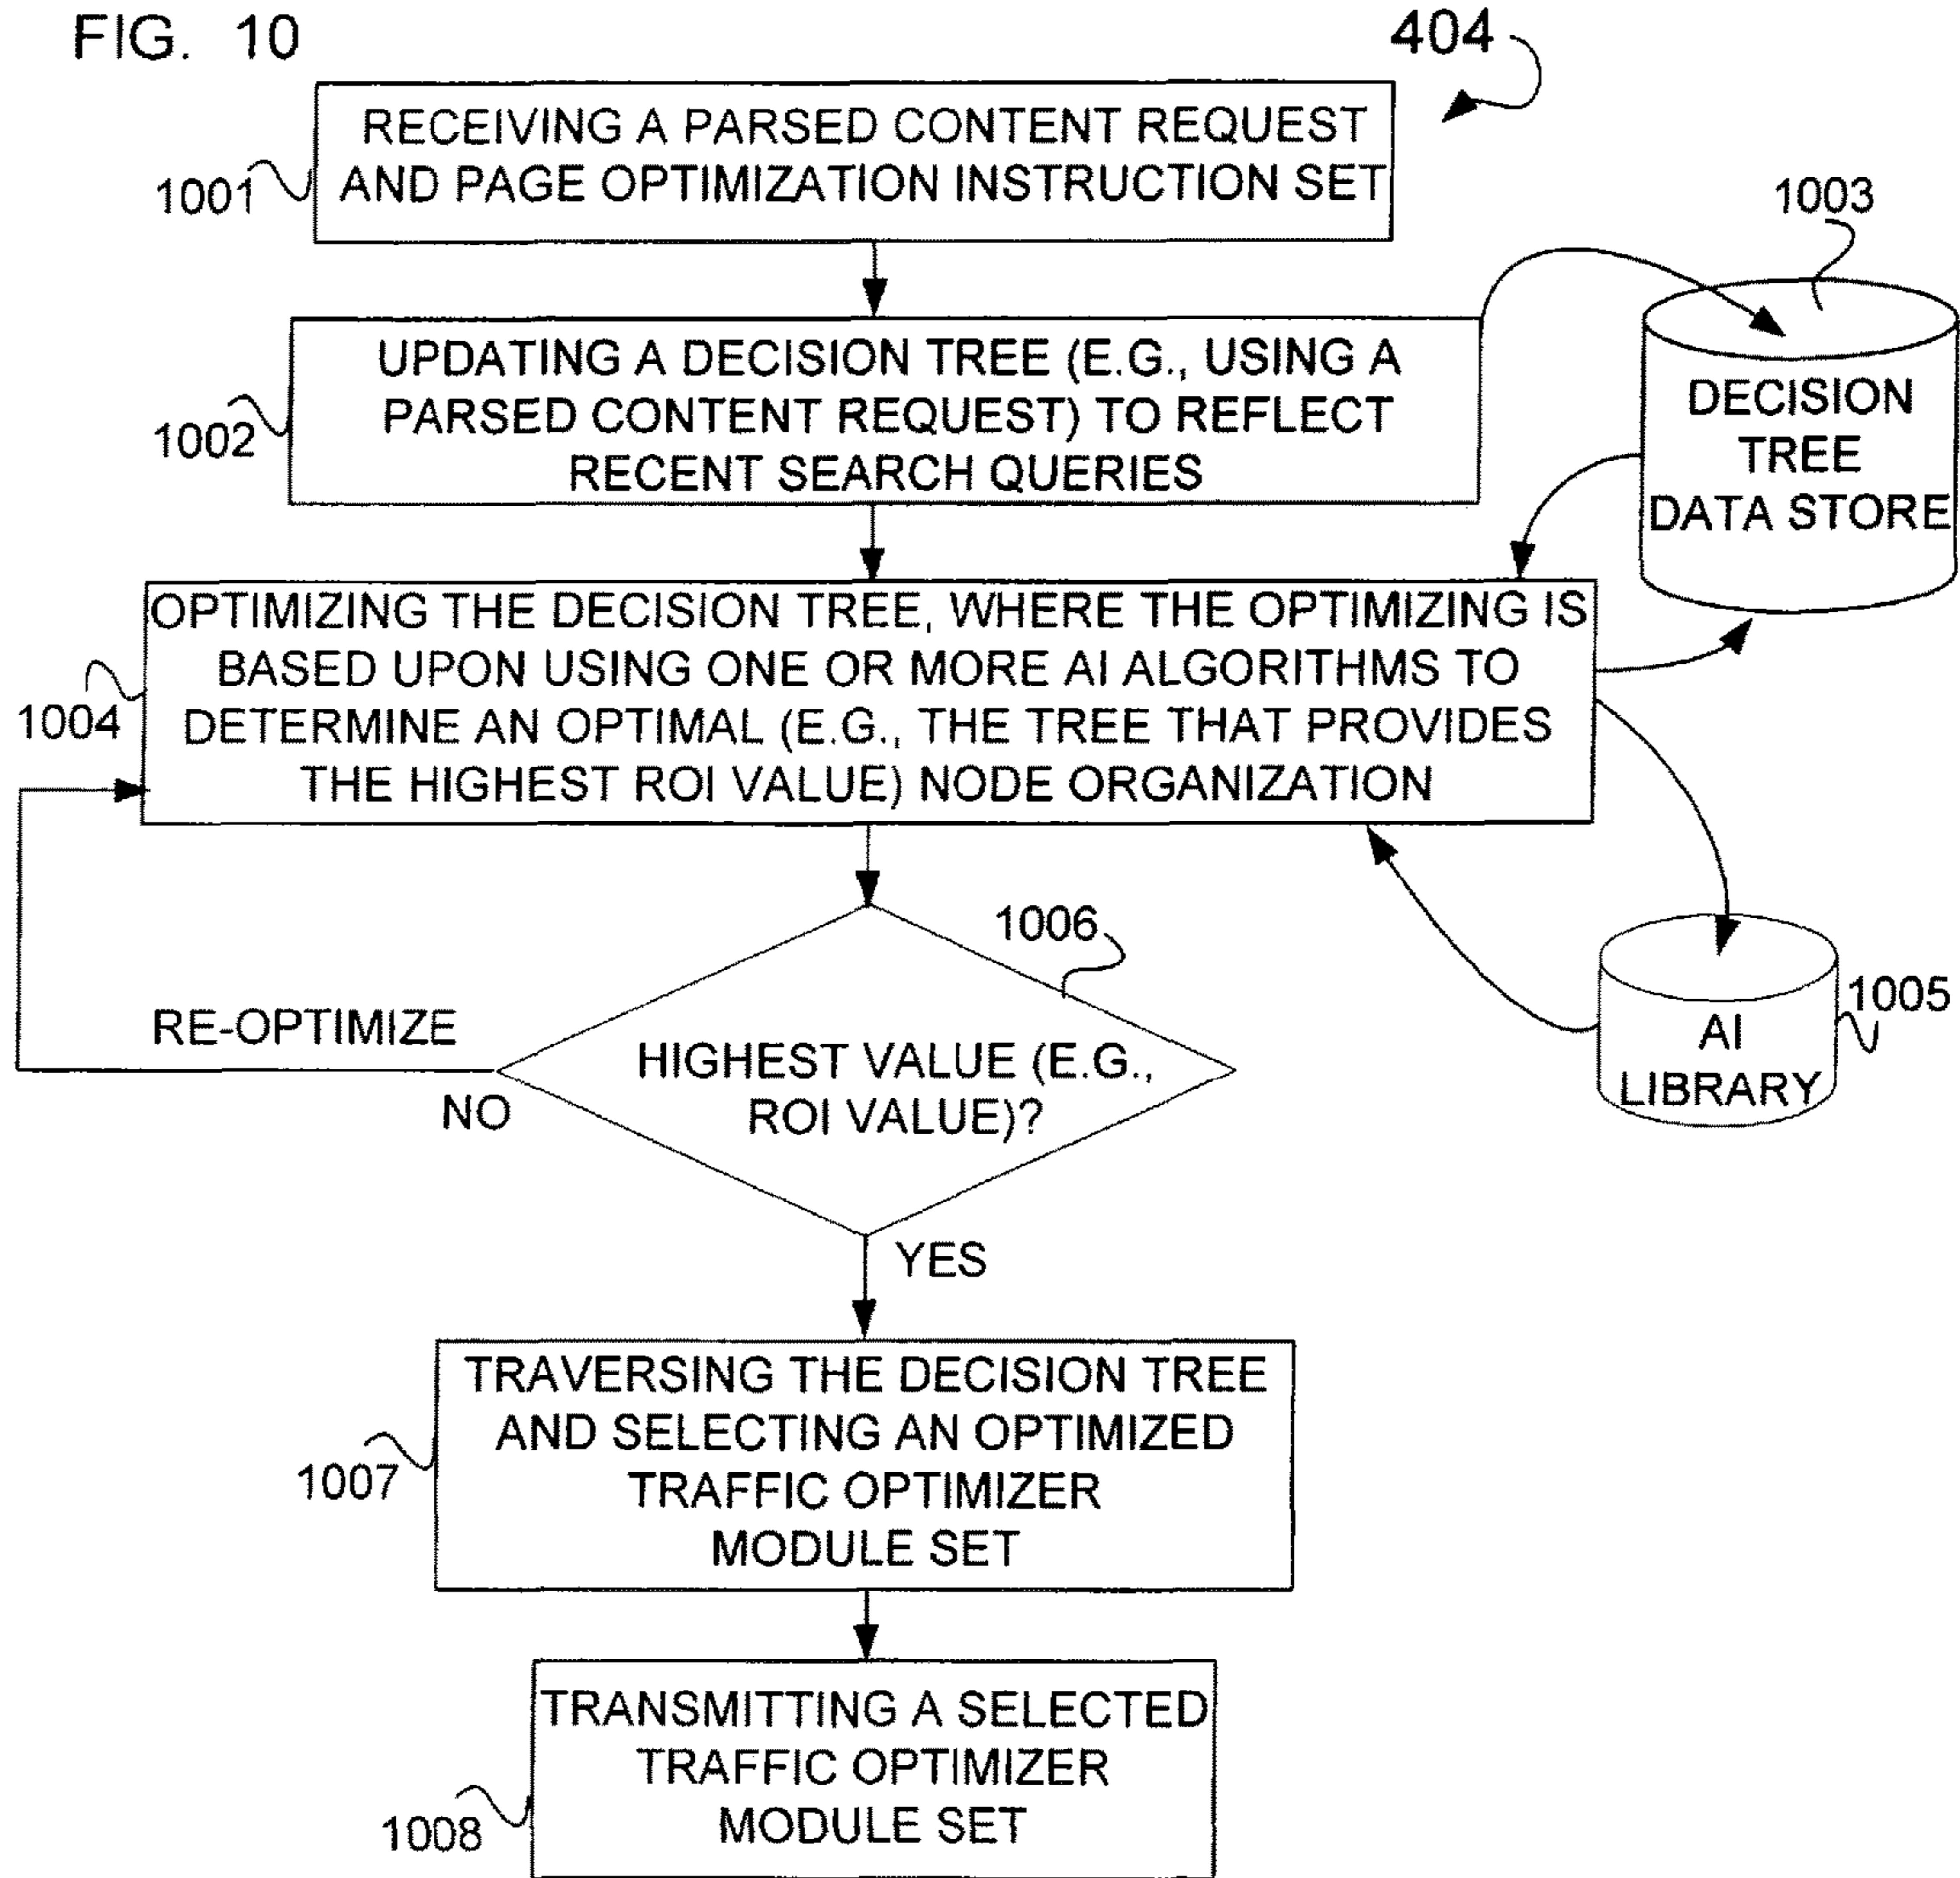 FIG. 10
404
RECEIVING A PARSED CONTENT REQUEST
AND PAGE OPTIMIZATION INSTRUCTION SET
1001
1003
UPDATING A DECISION TREE (E.G., USING A
PARSED CONTENT REQUEST) TO REFLECT
RECENT SEARCH QUERIES
1002
DECISION
TREE
DATA STORE
OPTIMIZING THE DECISION TREE, WHERE THE OPTIMIZING IS
BASED UPON USING ONE OR MORE AI ALGORITHMS TO
DETERMINE AN OPTIMAL (E.G., THE TREE THAT PROVIDES
THE HIGHEST ROI VALUE) NODE ORGANIZATION
1004
1006
1005
AI
LIBRARY
RE-OPTIMIZE
NO
HIGHEST VALUE (E.G.,
ROI VALUE)?
YES
TRAVERSING THE DECISION TREE
AND SELECTING AN OPTIMIZED
TRAFFIC OPTIMIZER
MODULE SET
1007
TRANSMITTING A SELECTED
TRAFFIC OPTIMIZER
MODULE SET
1008